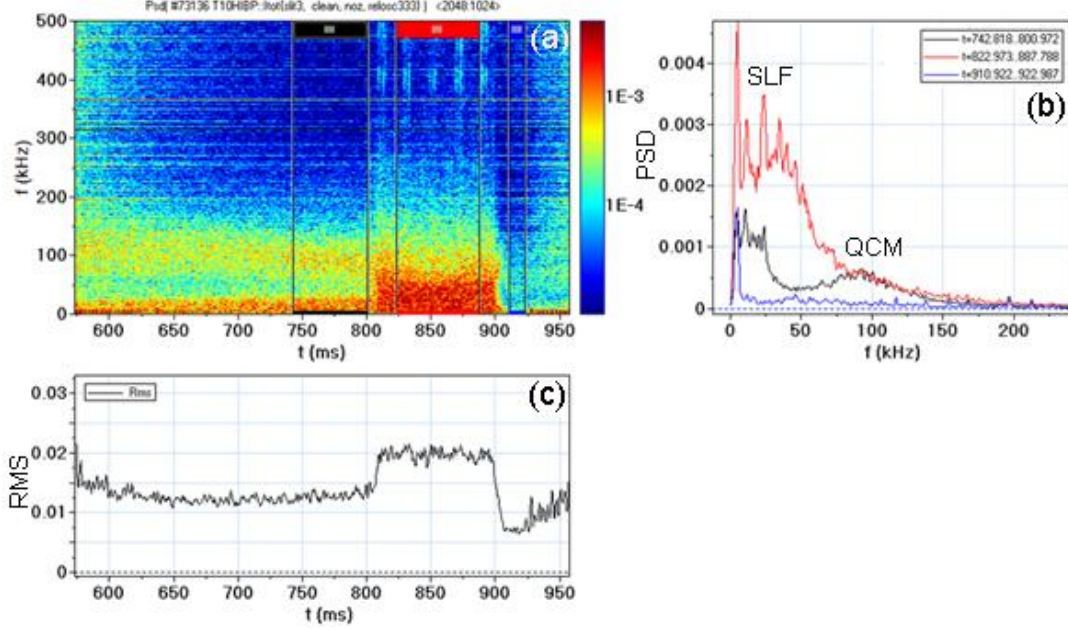 Psd( #73136 T10HIBP::Itot{slit3, clean, noz, relosc333} ) <2048:1024>
(a)
f (kHz)
500
400
300
200
100
0
1E-3
1E-4
600 650 700 750 800 850 900 950
t (ms)
t=742.818..800.972
t=822.973..887.788
t=910.922..922.987
(b)
SLF
QCM
PSD
0.004
0.003
0.002
0.001
0
0 50 100 150 200
f (kHz)
Rms
(c)
RMS
0.03
0.02
0.01
0
600 650 700 750 800 850 900 950
t (ms)